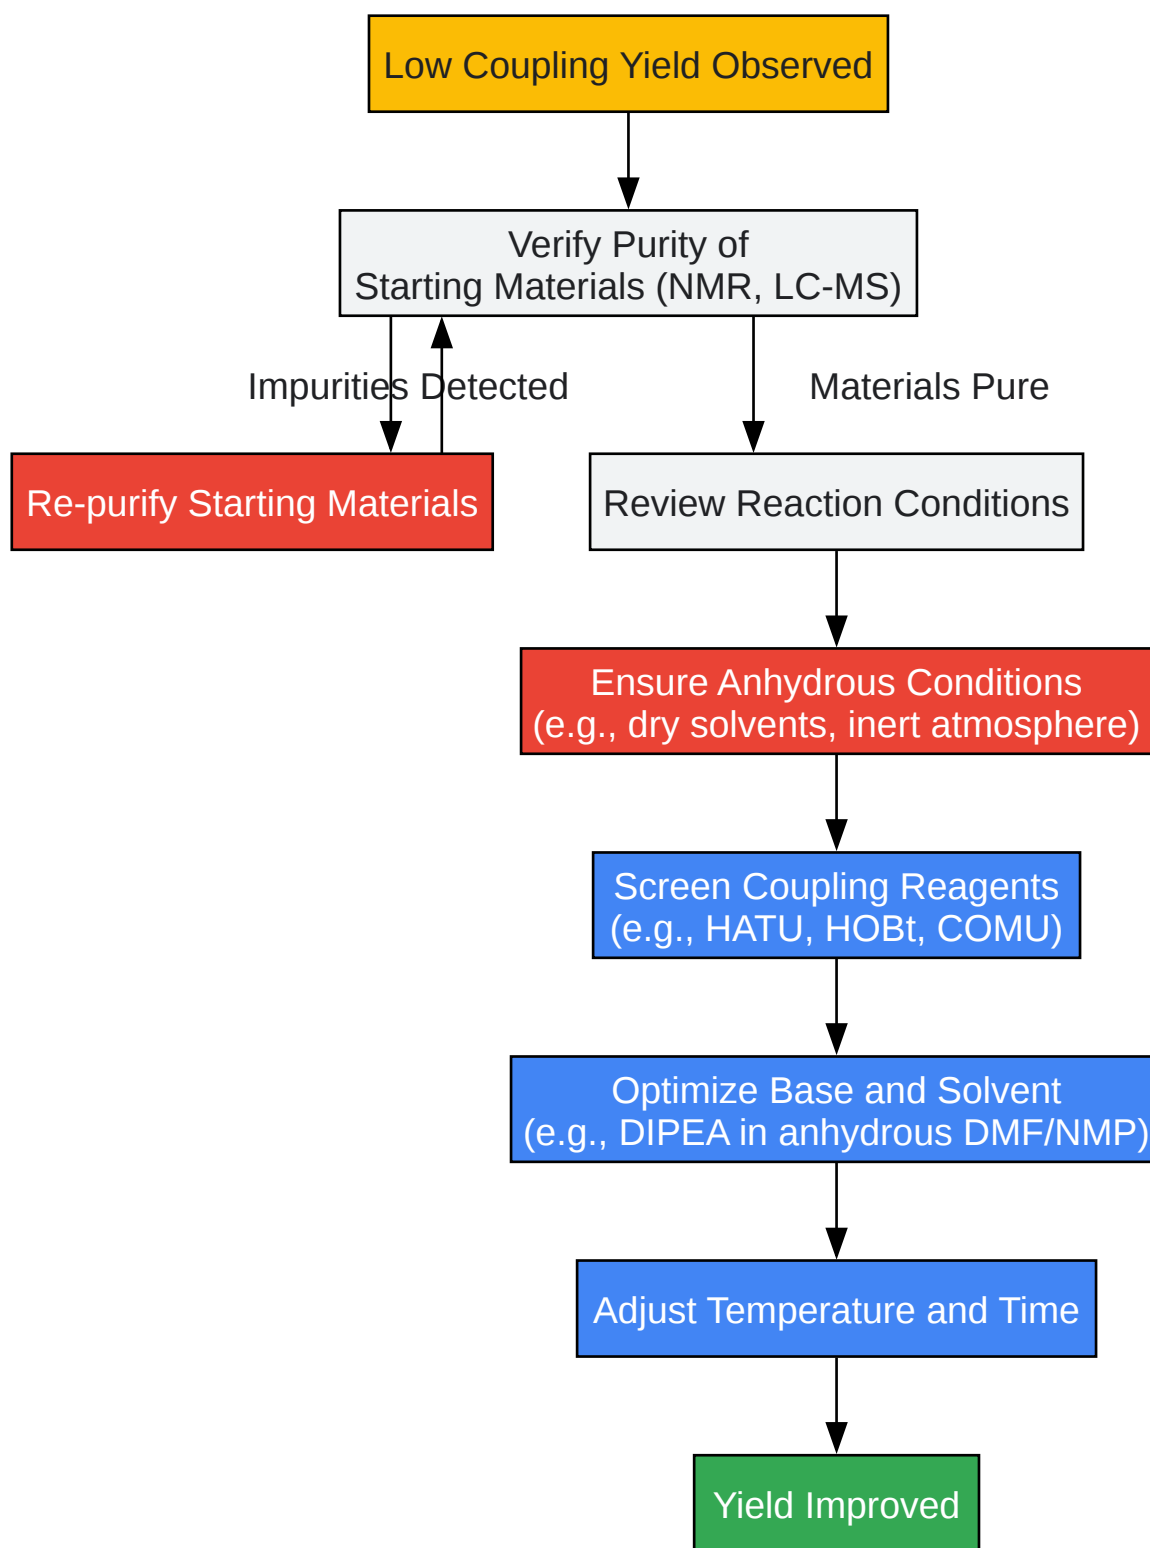 Low Coupling Yield Observed
Verify Purity of
Starting Materials (NMR, LC-MS)
Impurities Detected
Materials Pure
Re-purify Starting Materials
Review Reaction Conditions
Ensure Anhydrous Conditions
(e.g., dry solvents, inert atmosphere)
Screen Coupling Reagents
(e.g., HATU, HOBt, COMU)
Optimize Base and Solvent
(e.g., DIPEA in anhydrous DMF/NMP)
Adjust Temperature and Time
Yield Improved